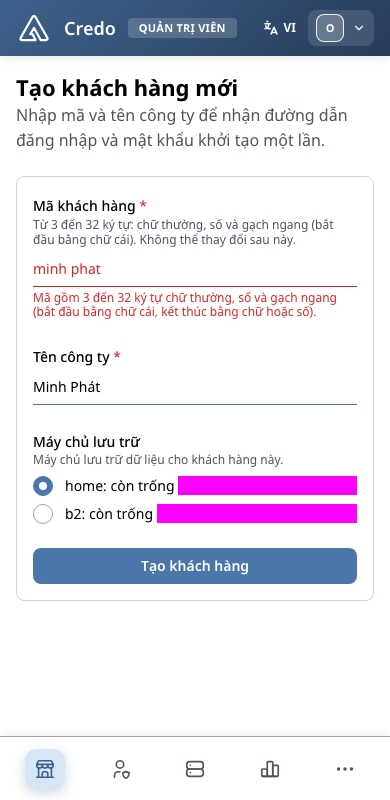 Credo
QUẢN TRỊ VIÊN
VI
O
Tạo khách hàng mới
Nhập mã và tên công ty để nhận đường dẫn
đăng nhập và mật khẩu khởi tạo một lần.
Mã khách hàng *
Từ 3 đến 32 ký tự: chữ thường, số và gạch ngang (bắt
đầu bằng chữ cái). Không thể thay đổi sau này.
minh phat
Mã gồm 3 đến 32 ký tự chữ thường, số và gạch ngang
(bắt đầu bằng chữ cái, kết thúc bằng chữ hoặc số).
Tên công ty *
Minh Phát
Máy chủ lưu trữ
Máy chủ lưu trữ dữ liệu cho khách hàng này.
home: còn trống
b2: còn trống
Tạo khách hàng